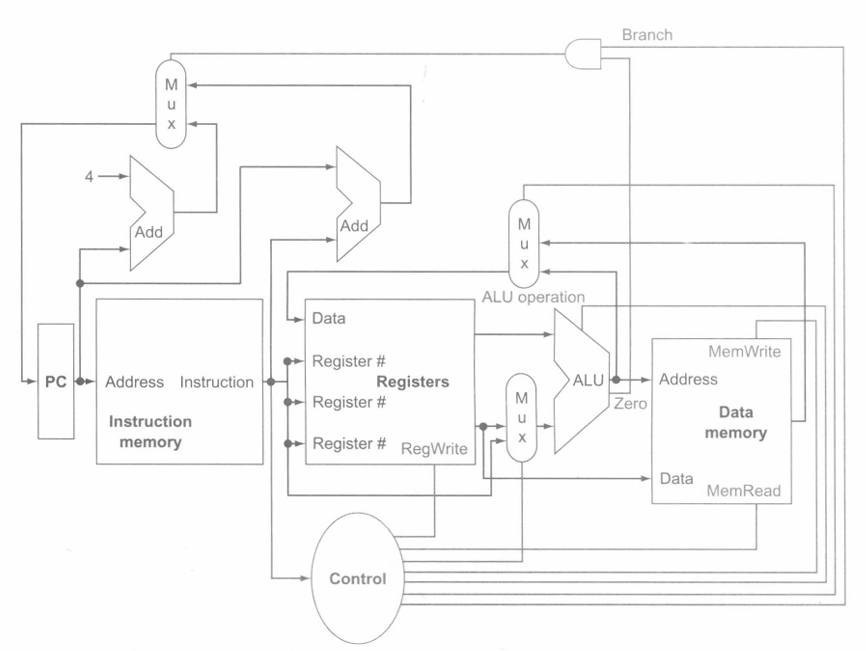 Branch
M
u
x
4
Add
Add
M
u
x
ALU operation
Data
MemWrite
Register #
PC
Address
Instruction
Registers
ALU
Address
M
u
x
Register #
Zero
Instruction
memory
Data
memory
Register #
RegWrite
Data
MemRead
Control